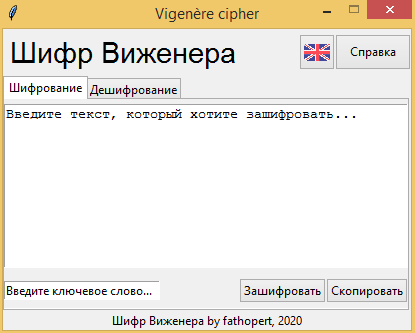 Vigenère cipher
Шифр Виженера
Справка
Шифрование
Дешифрование
Введите текст, который хотите зашифровать...
Введите ключевое слово...
Зашифровать
Скопировать
Шифр Виженера by fathopert, 2020